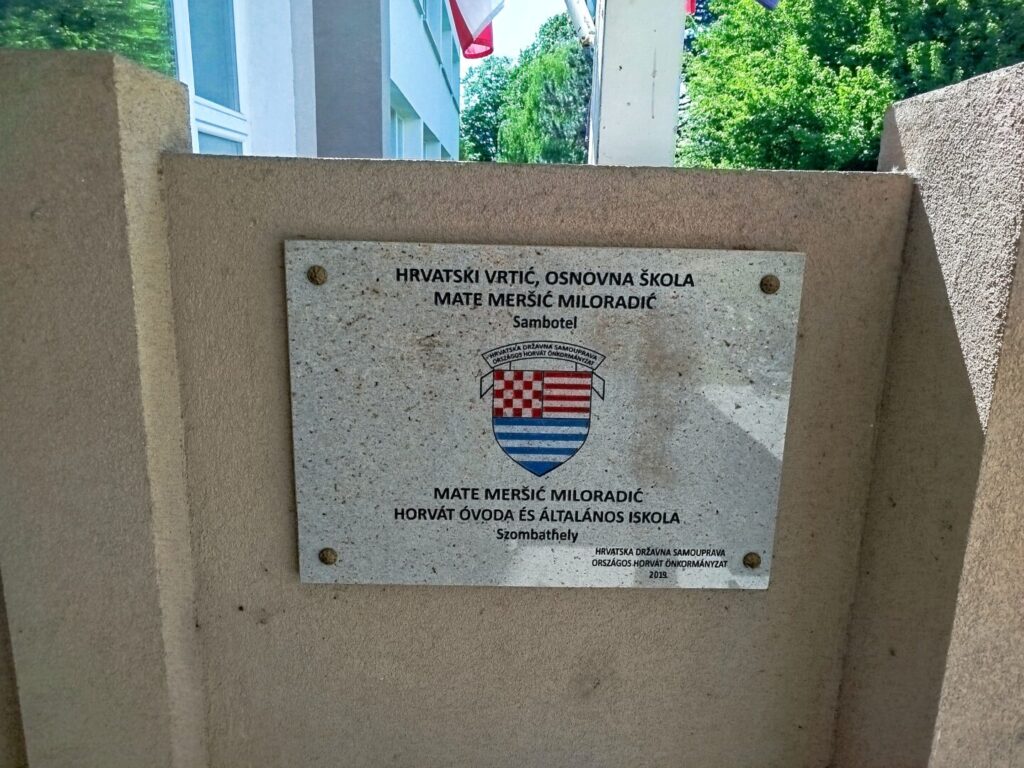 HRVATSKI VRTIĆ, OSNOVNA ŠKOLA
MATE MERŠIĆ MILORADIĆ
Sambotel
HRVATSKA DRŽAVNA SAMOUPRAVA
ORSZÁGOS HORVÁT ÖNKORMÁNYZAT
MATE MERŠIĆ MILORADIĆ
HORVÁT ÓVODA ÉS ÁLTALÁNOS ISKOLA
Szombathely
HRVATSKA DRŽAVNA SAMOUPRAVA
ORSZÁGOS HORVÁT ÖNKORMÁNYZAT
2019.